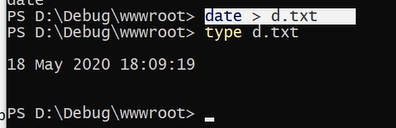 date
PS D:\Debug\wwwroot> date > d.txt
PS D:\Debug\wwwroot> type d.txt
18 May 2020 18:09:19
PS D:\Debug\wwwroot>